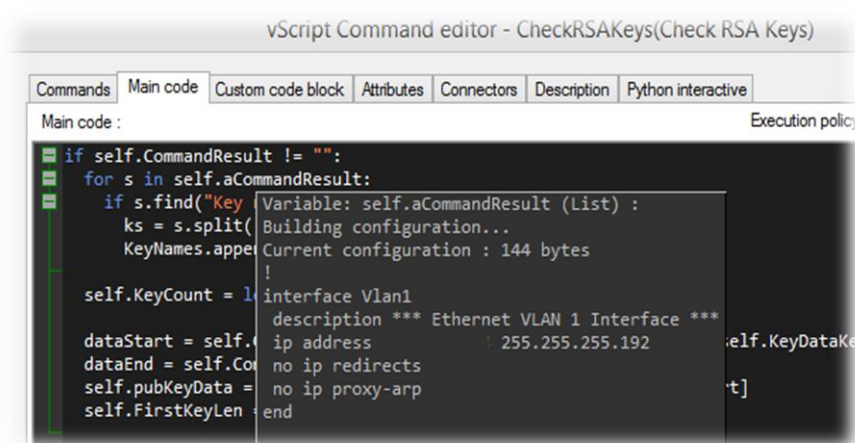 vScript Command editor - CheckRSAKeys(Check RSA Keys)
Commands Main code Custom code block Attributes Connectors Description Python interactive
Main code : Execution policy
if self.CommandResult != "":
for s in self.aCommandResult:
if s.find("Key
Variable: self.aCommandResult (List) :
ks = s.split(
Building configuration...
KeyNames.appen
Current configuration : 144 bytes
!
self.KeyCount = le
interface Vlan1
description *** Ethernet VLAN 1 Interface ***
dataStart = self.
ip address 255.255.255.192
self.KeyDataKe
dataEnd = self.Com
no ip redirects
self.pubKeyData =
no ip proxy-arp
t]
self.FirstKeyLen
end